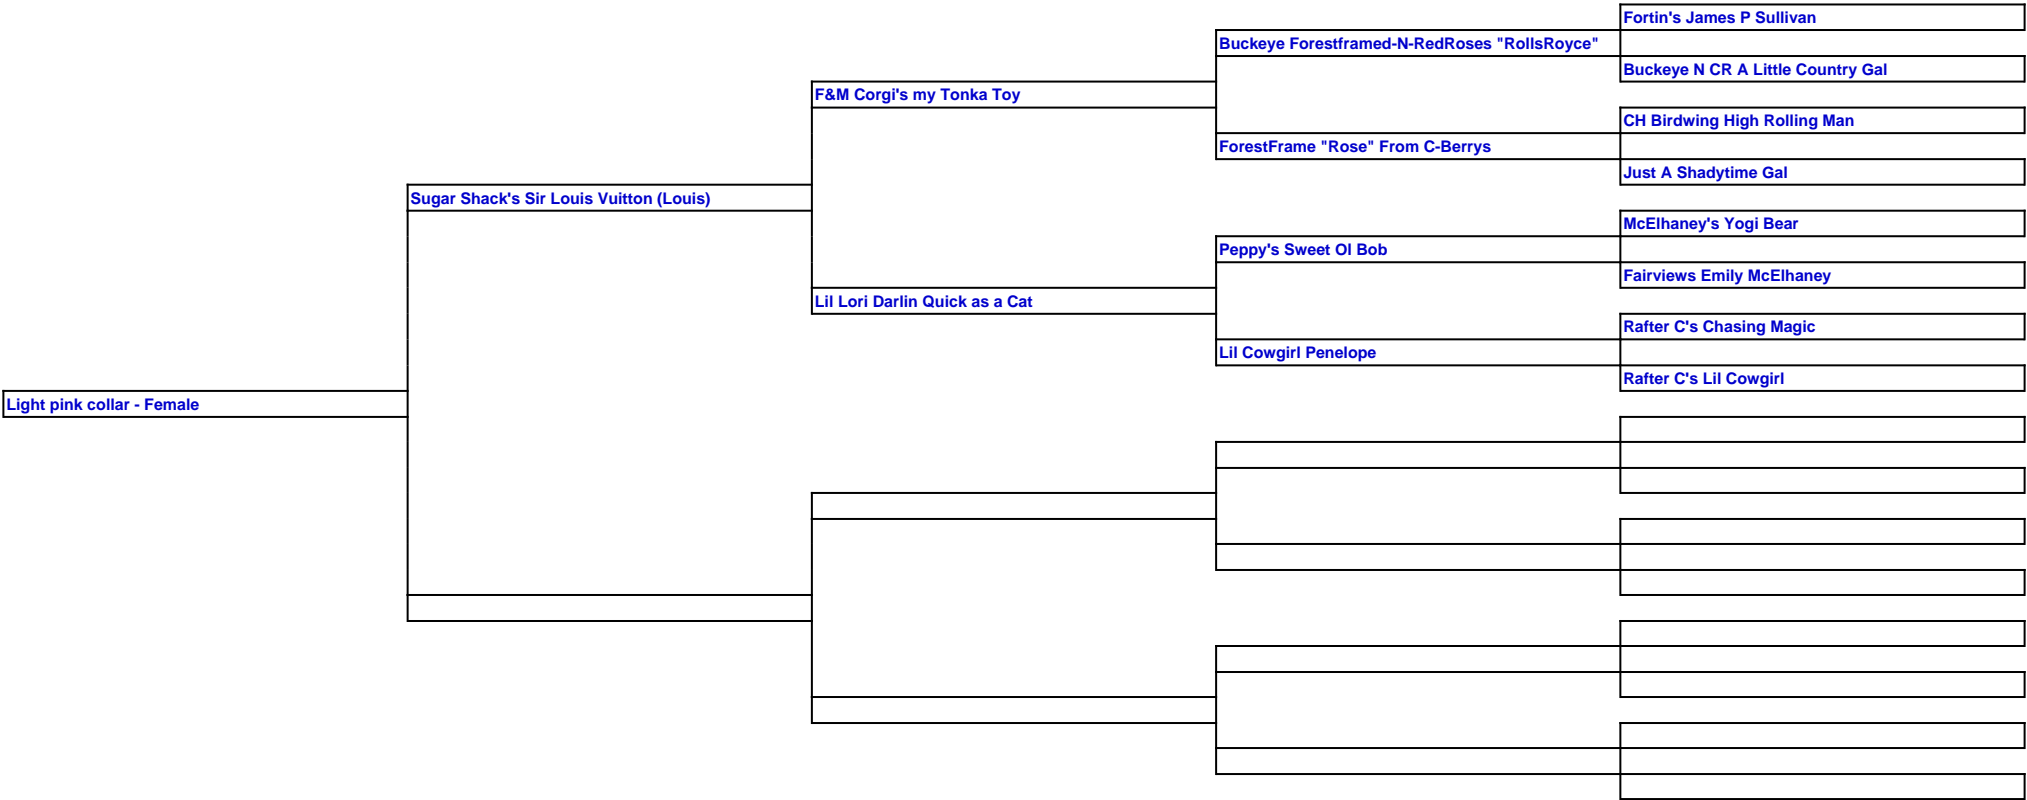 Fortin's James P Sullivan
Buckeye Forestframed-N-RedRoses "RollsRoyce"
Buckeye N CR A Little Country Gal
F&M Corgi's my Tonka Toy
CH Birdwing High Rolling Man
ForestFrame "Rose" From C-Berrys
Just A Shadytime Gal
Sugar Shack's Sir Louis Vuitton (Louis)
McElhaney's Yogi Bear
Peppy's Sweet Ol Bob
Fairviews Emily McElhaney
Lil Lori Darlin Quick as a Cat
Rafter C's Chasing Magic
Lil Cowgirl Penelope
Rafter C's Lil Cowgirl
Light pink collar - Female